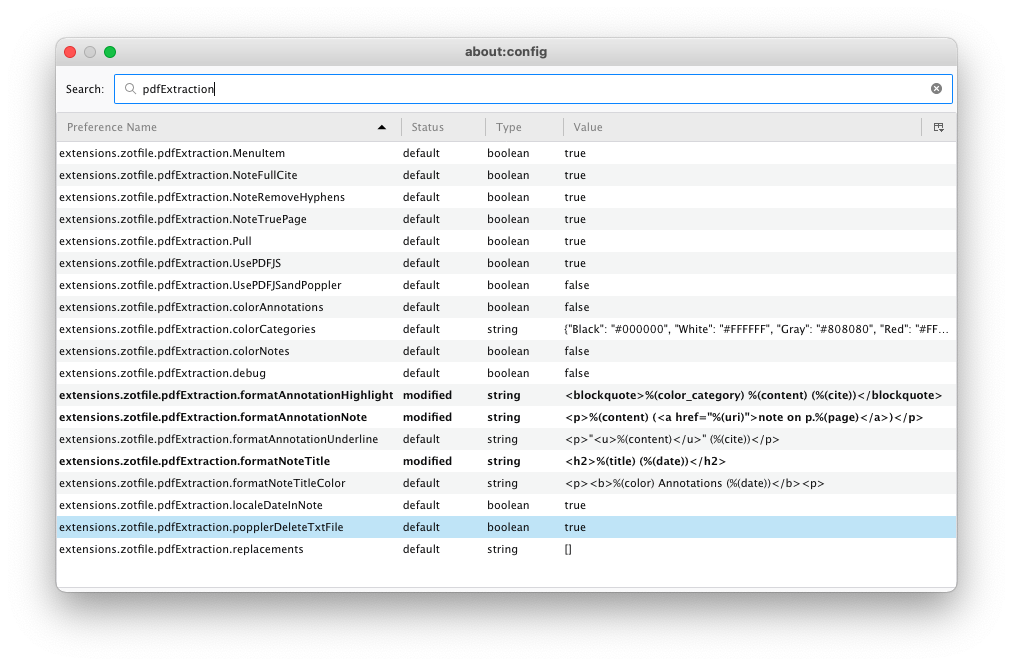 about:config
Search: pdfExtraction
Preference Name Status Type Value
extensions.zotfile.pdfExtraction.MenuItem default boolean true
extensions.zotfile.pdfExtraction.NoteFullCite default boolean true
extensions.zotfile.pdfExtraction.NoteRemoveHyphens default boolean true
extensions.zotfile.pdfExtraction.NoteTruePage default boolean true
extensions.zotfile.pdfExtraction.Pull default boolean true
extensions.zotfile.pdfExtraction.UsePDFJS default boolean true
extensions.zotfile.pdfExtraction.UsePDFJSandPoppler default boolean false
extensions.zotfile.pdfExtraction.colorAnnotations default boolean false
extensions.zotfile.pdfExtraction.colorCategories default string {"Black": "#000000", "White": "#FFFFFF", "Gray": "#808080", "Red": "#FF...
extensions.zotfile.pdfExtraction.colorNotes default boolean false
extensions.zotfile.pdfExtraction.debug default boolean false
extensions.zotfile.pdfExtraction.formatAnnotationHighlight modified string <blockquote>%(color_category) %(content) (%(cite))</blockquote>
extensions.zotfile.pdfExtraction.formatAnnotationNote modified string <p>%(content) (<a href="%(uri)">note on p.%(page)</a>)</p>
extensions.zotfile.pdfExtraction.formatAnnotationUnderline default string <p>"<u>%(content)</u>" (%(cite))</p>
extensions.zotfile.pdfExtraction.formatNoteTitle modified string <h2>%(title) (%(date))</h2>
extensions.zotfile.pdfExtraction.formatNoteTitleColor default string <p><b>%(color) Annotations (%(date))</b><p>
extensions.zotfile.pdfExtraction.localeDateInNote default boolean true
extensions.zotfile.pdfExtraction.popplerDeleteTxtFile default boolean true
extensions.zotfile.pdfExtraction.replacements default string []